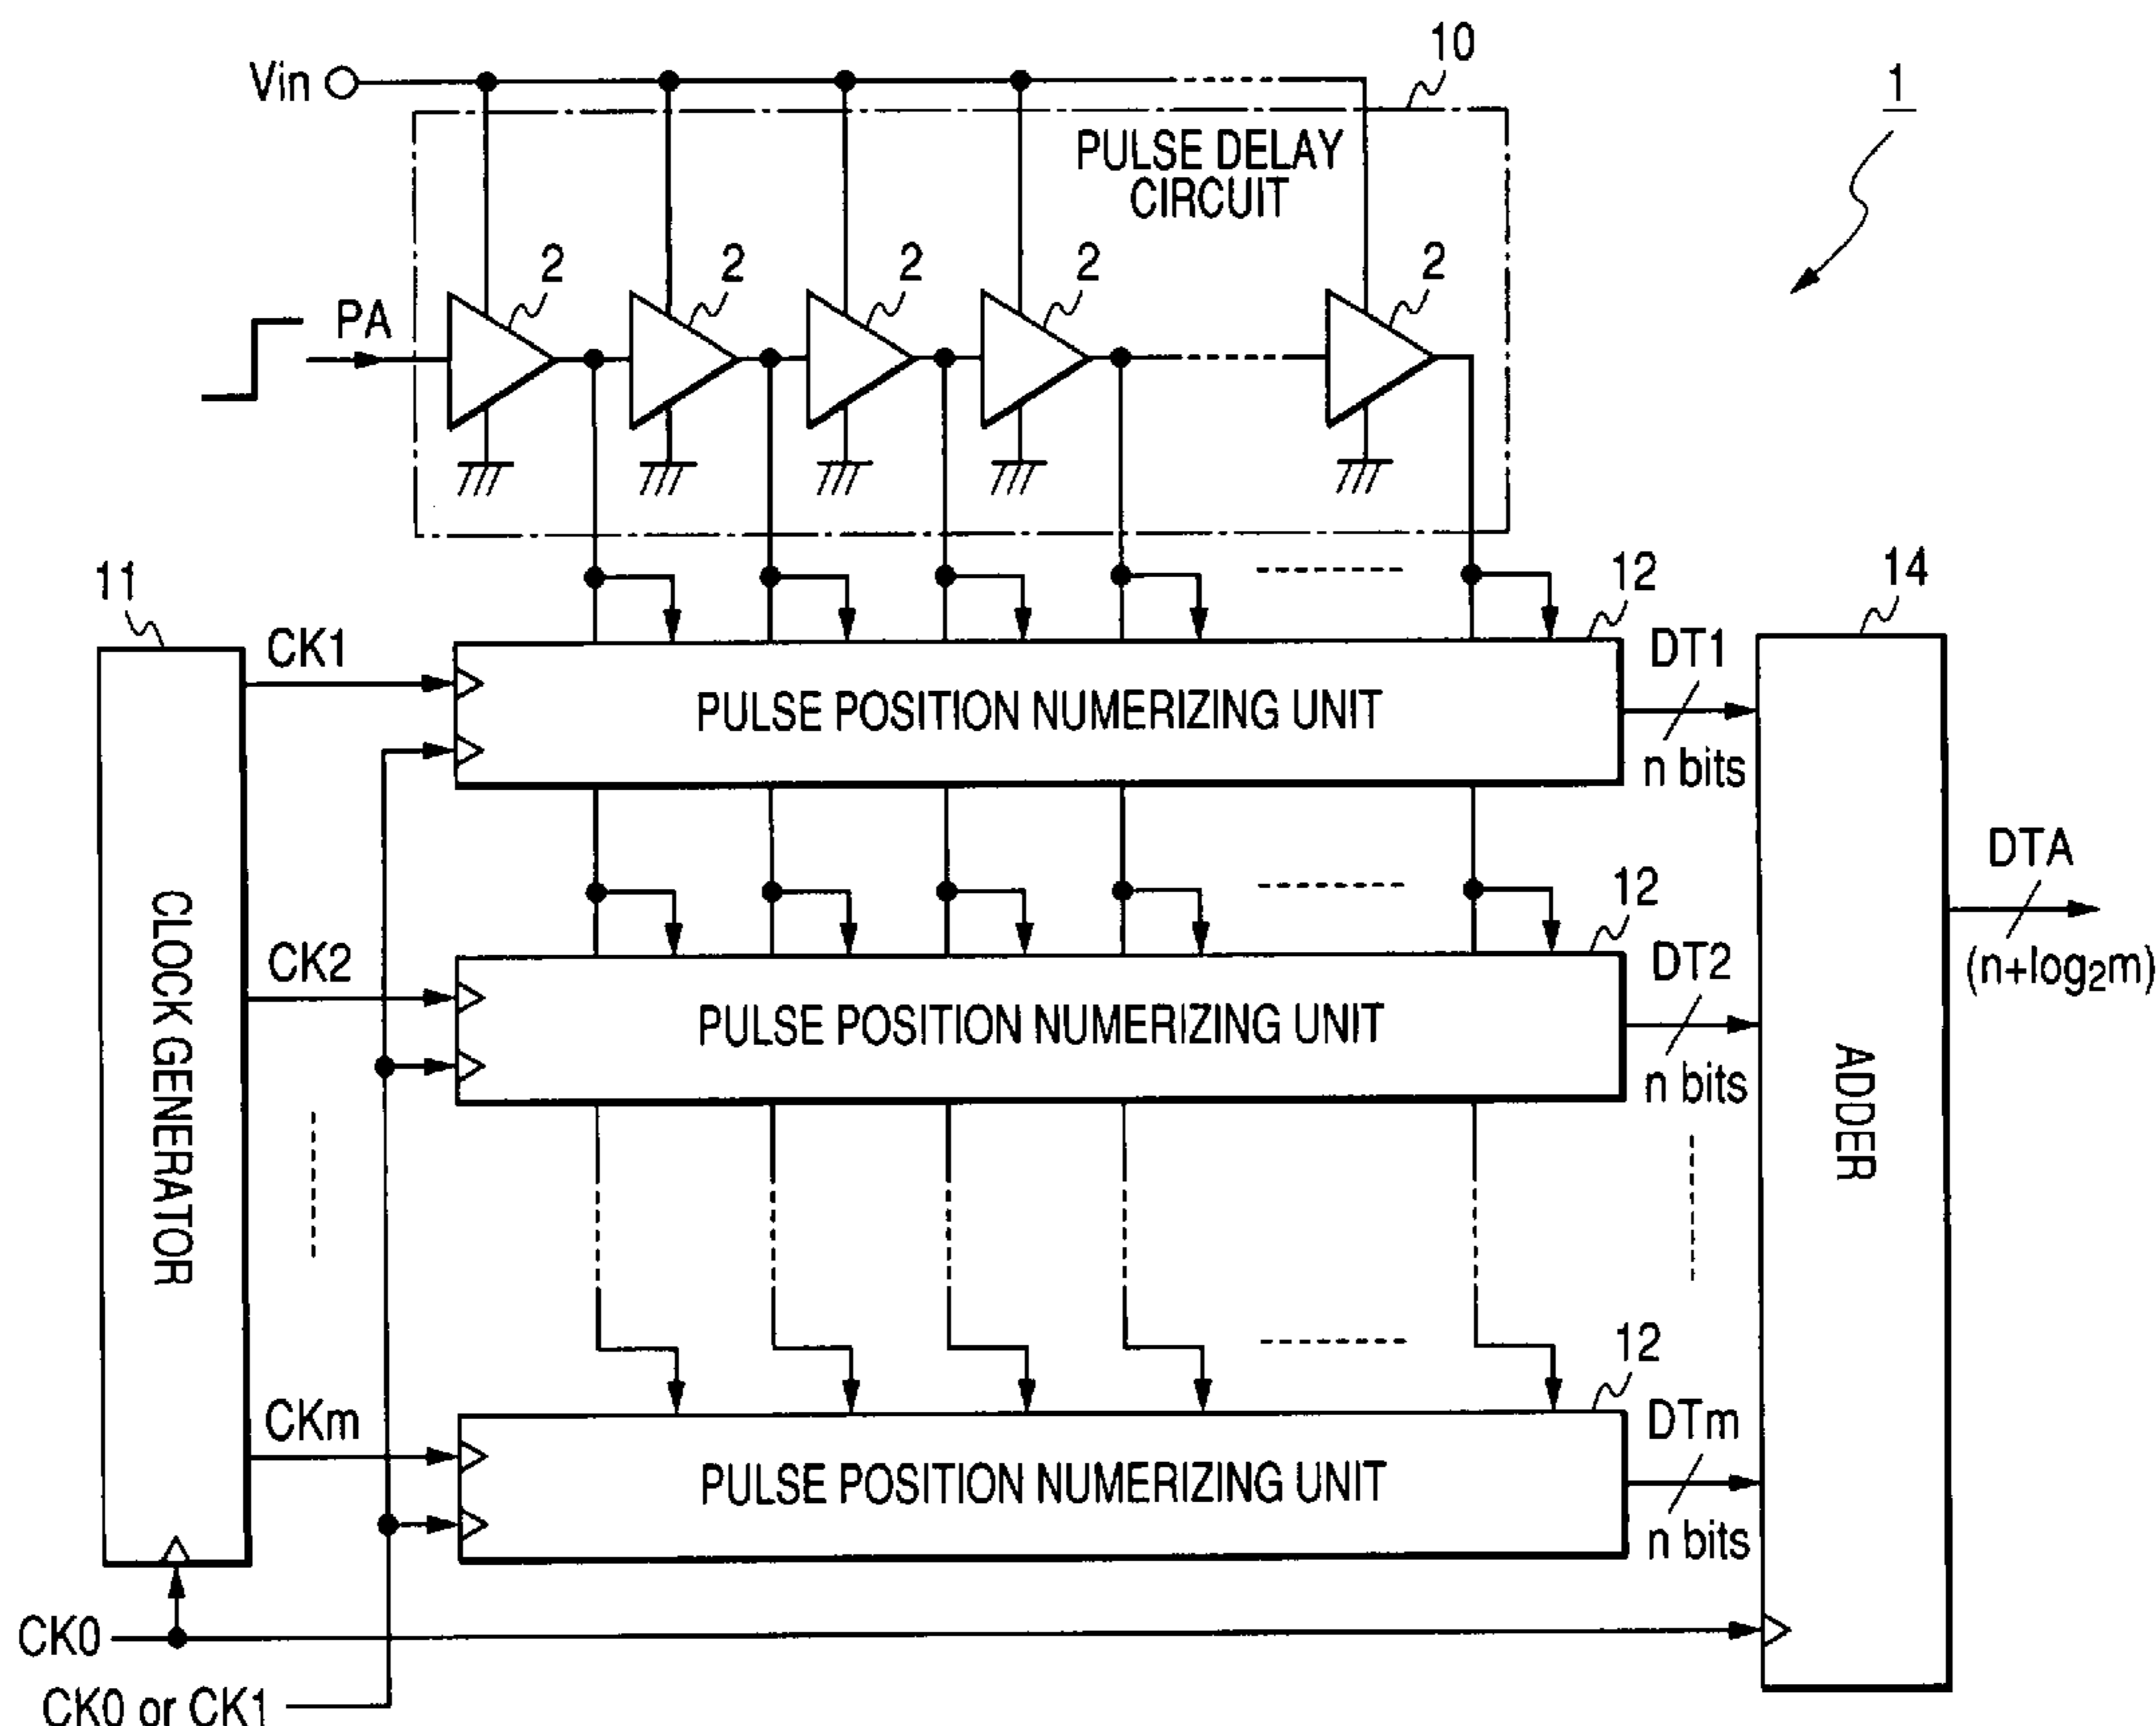 10
Vin
1
PULSE DELAY
CIRCUIT
2
2
2
2
2
PA
11
12
14
CK1
DT1
PULSE POSITION NUMERIZING UNIT
n bits
DTA
12
CK2
DT2
(n+log₂m)
PULSE POSITION NUMERIZING UNIT
n bits
CLOCK GENERATOR
ADDER
12
CKm
DTm
PULSE POSITION NUMERIZING UNIT
n bits
CK0
CK0 or CK1